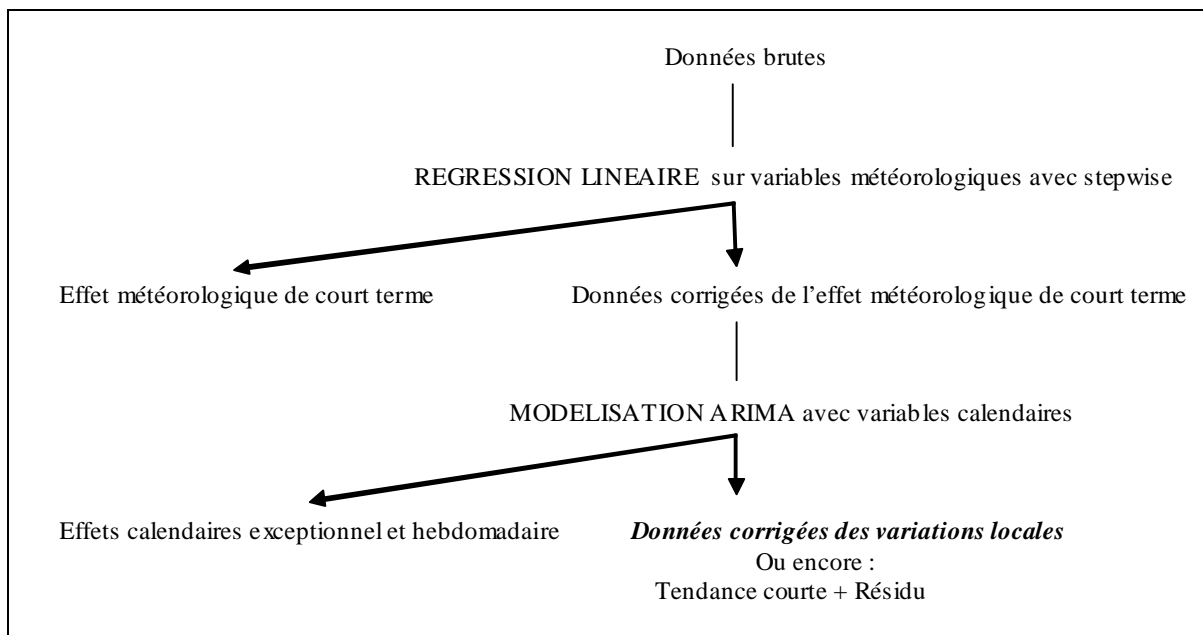 Données brutes
REGRESSION LINEAIRE sur variables météorologiques avec stepwise
Effet météorologique de court terme
Données corrigées de l’effet météorologique de court terme
MODELISATION ARIMA avec variables calendaires
Effets calendaires exceptionnel et hebdomadaire
Données corrigées des variations locales
Ou encore :
Tendance courte + Résidu